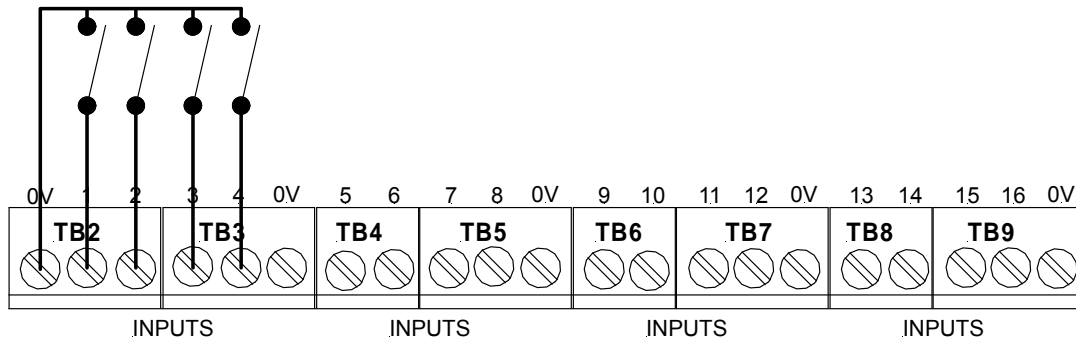 0V 1 2 3 4 0V 5 6 7 8 0V 9 10 11 12 0V 13 14 15 16 0V
TB2 TB3 TB4 TB5 TB6 TB7 TB8 TB9
INPUTS INPUTS INPUTS INPUTS